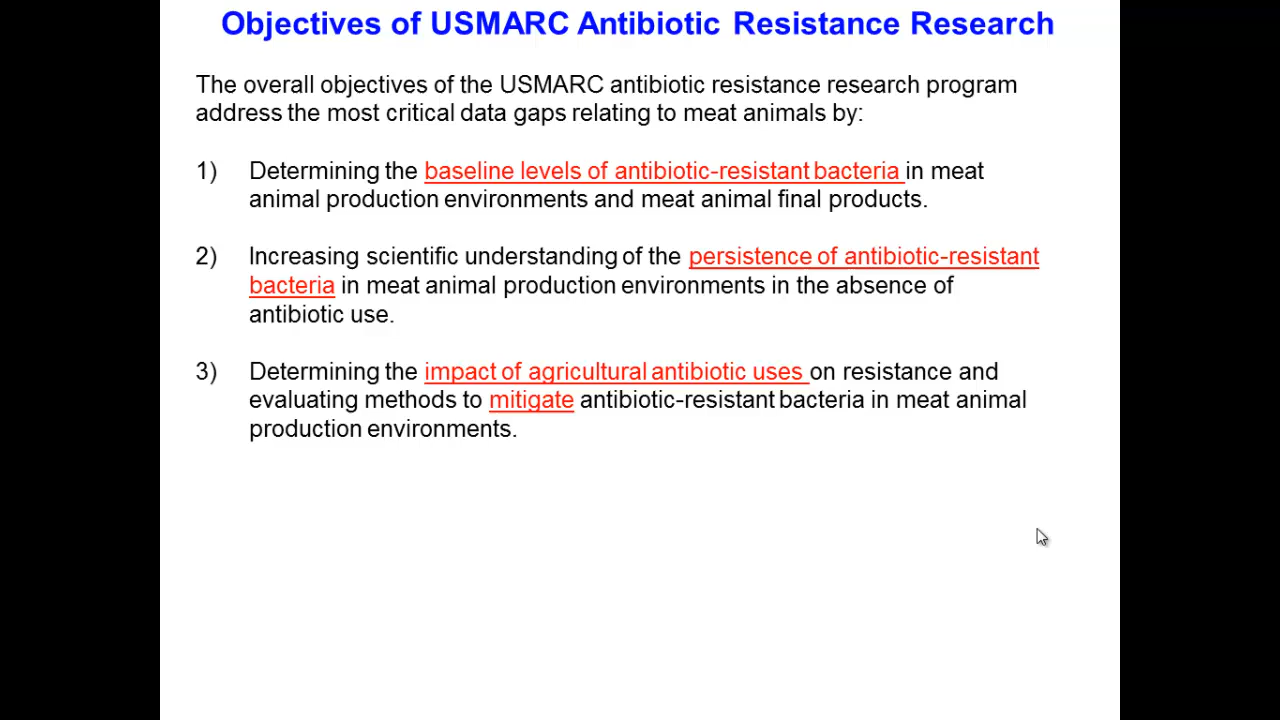 Objectives of USMARC Antibiotic Resistance Research
The overall objectives of the USMARC antibiotic resistance research program
address the most critical data gaps relating to meat animals by:
1) Determining the baseline levels of antibiotic-resistant bacteria in meat
animal production environments and meat animal final products.
2) Increasing scientific understanding of the persistence of antibiotic-resistant
bacteria in meat animal production environments in the absence of
antibiotic use.
3) Determining the impact of agricultural antibiotic uses on resistance and
evaluating methods to mitigate antibiotic-resistant bacteria in meat animal
production environments.